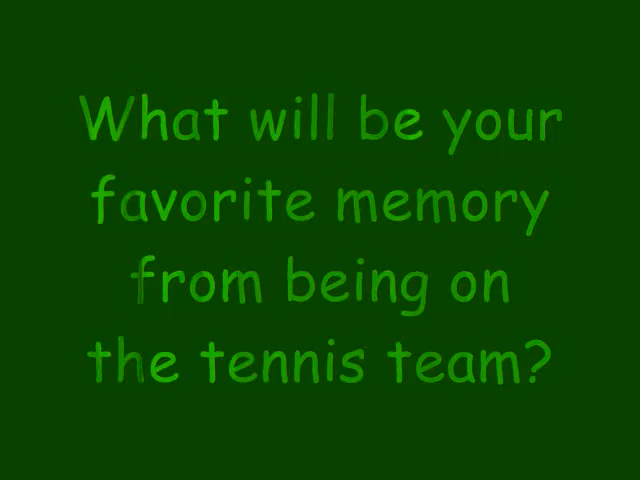 What will be your
favorite memory
from being on
the tennis team?